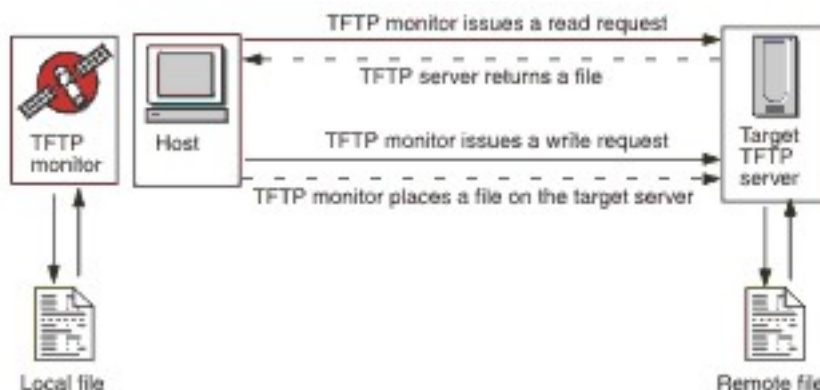 TFTP monitor issues a read request
TFTP server returns a file
TFTP
monitor
Host
TFTP monitor issues a write request
Target
TFTP
server
TFTP monitor places a file on the target server
Local file
Remote file